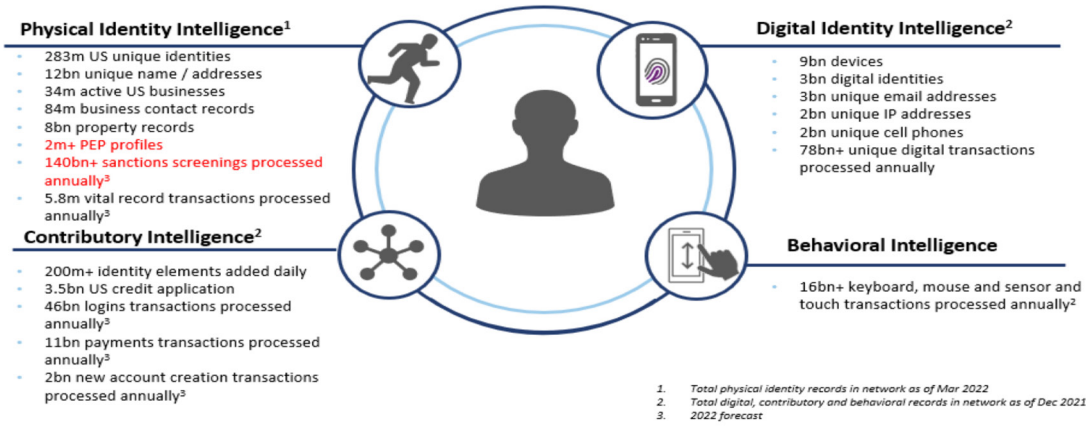 Physical Identity Intelligence¹
283m US unique identities
12bn unique name / addresses
34m active US businesses
84m business contact records
8bn property records
2m+ PEP profiles
140bn+ sanctions screenings processed
annually³
5.8m vital record transactions processed
annually³
Contributory Intelligence²
200m+ identity elements added daily
3.5bn US credit application
46bn logins transactions processed
annually³
11bn payments transactions processed
annually³
2bn new account creation transactions
processed annually³
Digital Identity Intelligence²
9bn devices
3bn digital identities
3bn unique email addresses
2bn unique IP addresses
2bn unique cell phones
78bn+ unique digital transactions
processed annually
Behavioral Intelligence
16bn+ keyboard, mouse and sensor and
touch transactions processed annually²
1. Total physical identity records in network as of Mar 2022
2. Total digital, contributory and behavioral records in network as of Dec 2021
3. 2022 forecast